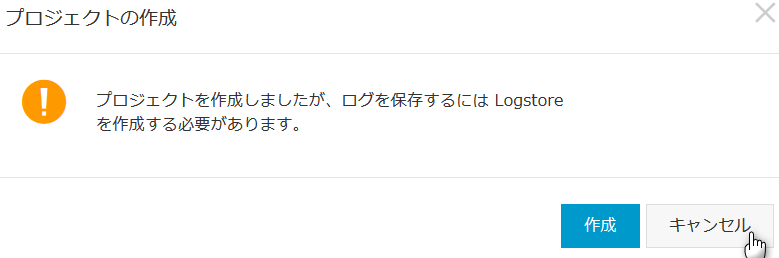 プロジェクトの作成
プロジェクトを作成しましたが、ログを保存するには Logstore
を作成する必要があります。
作成
キャンセル